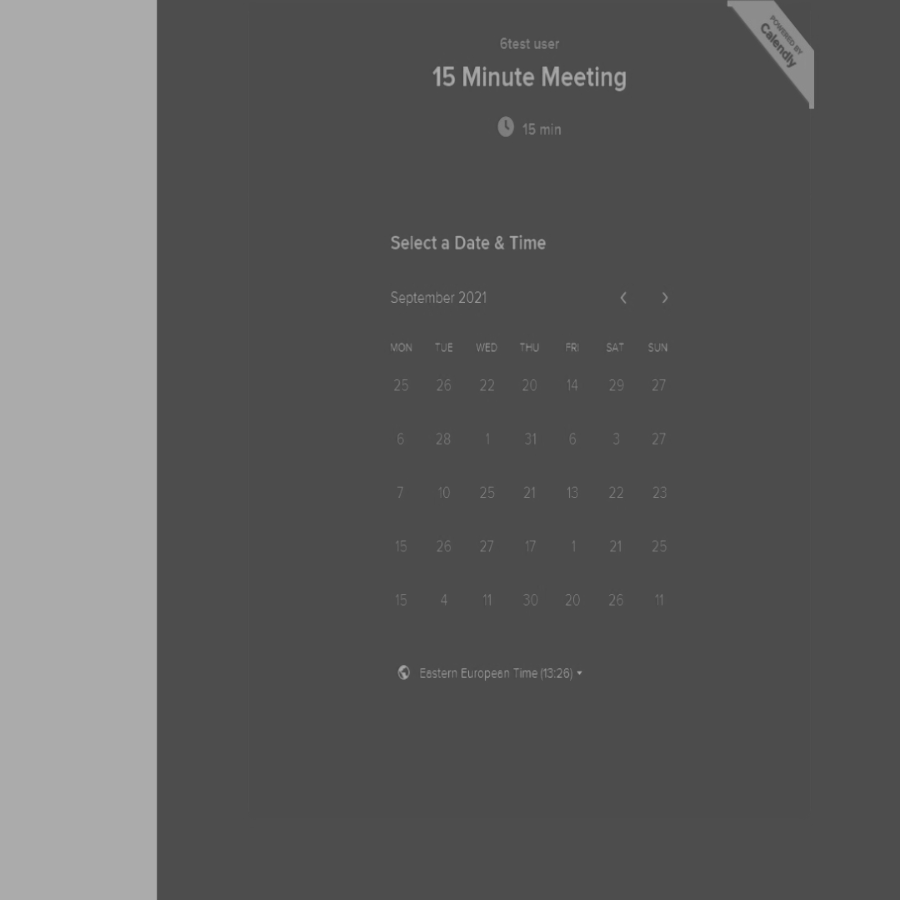 POWERED BY
Calendly
6test user
15 Minute Meeting
15 min
Select a Date & Time
September 2021
MON TUE WED THU FRI SAT SUN
25 26 22 20 14 29 27
6 28 1 31 6 3 27
7 10 25 21 13 22 23
15 26 27 17 1 21 25
15 4 11 30 20 26 11
Eastern European Time (13:26)